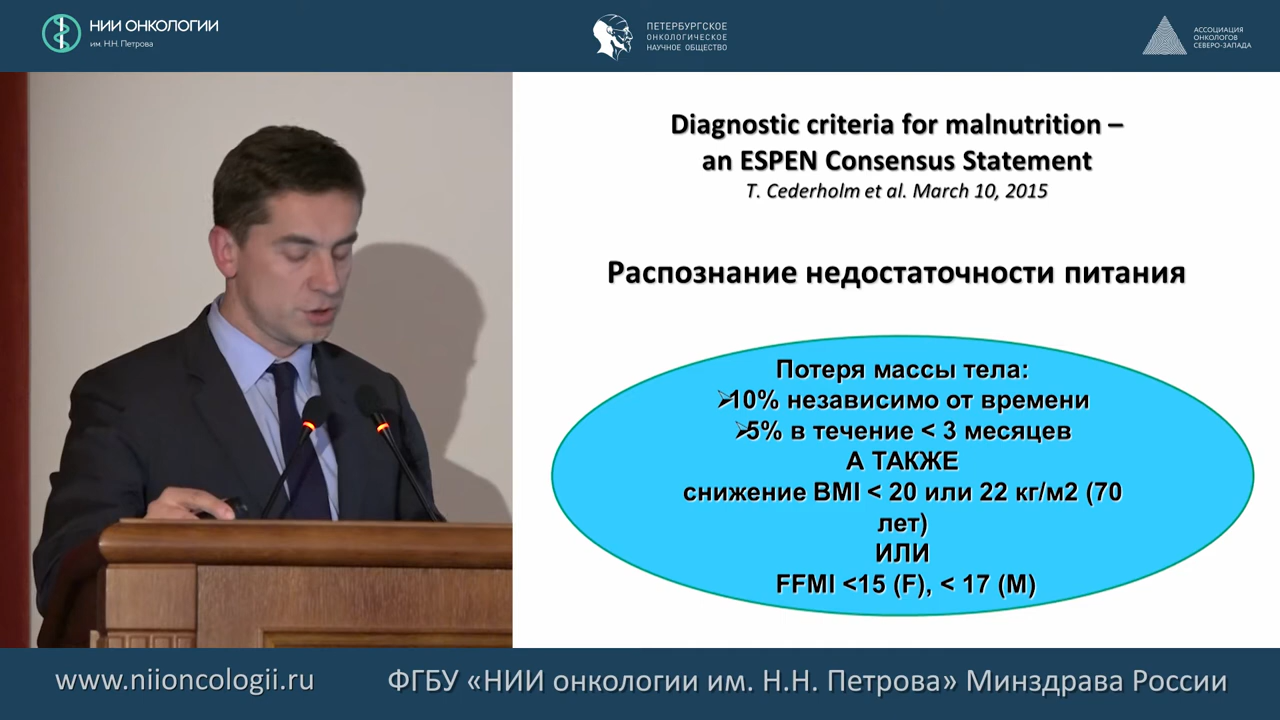 НИИ ОНКОЛОГИИ
им. Н.Н. Петрова
ПЕТЕРБУРГСКОЕ
ОНКОЛОГИЧЕСКОЕ
НАУЧНОЕ ОБЩЕСТВО
АССОЦИАЦИЯ
ОНКОЛОГОВ
СЕВЕРО-ЗАПАДА
Diagnostic criteria for malnutrition –
an ESPEN Consensus Statement
T. Cederholm et al. March 10, 2015
Распознание недостаточности питания
Потеря массы тела:
➢10% независимо от времени
➢5% в течение < 3 месяцев
А ТАКЖЕ
снижение BMI < 20 или 22 кг/м2 (70
лет)
ИЛИ
FFMI <15 (F), < 17 (M)
www.niioncologii.ru
ФГБУ «НИИ онкологии им. Н.Н. Петрова» Минздрава России